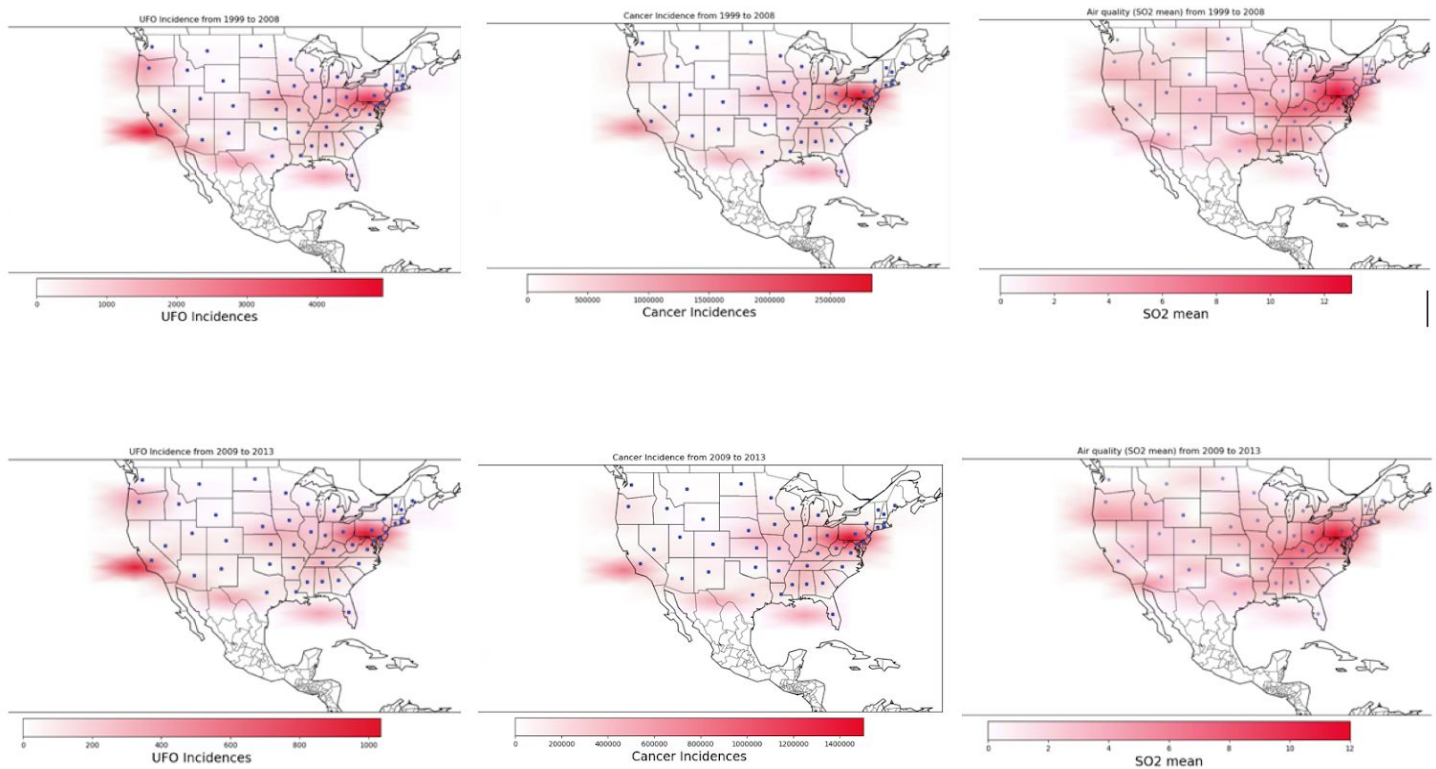 UFO Incidence from 1999 to 2008
Cancer Incidence from 1999 to 2008
Air quality (SO2 mean) from 1999 to 2008
0 1000 2000 3000 4000
UFO Incidences
0 500000 1000000 1500000 2000000 2500000
Cancer Incidences
0 2 4 6 8 10 12
SO2 mean
UFO Incidence from 2009 to 2013
Cancer Incidence from 2009 to 2013
Air quality (SO2 mean) from 2009 to 2013
0 200 400 600 800 1000
UFO Incidences
0 200000 400000 600000 800000 1000000 1200000 1400000
Cancer Incidences
0 2 4 6 8 10 12
SO2 mean